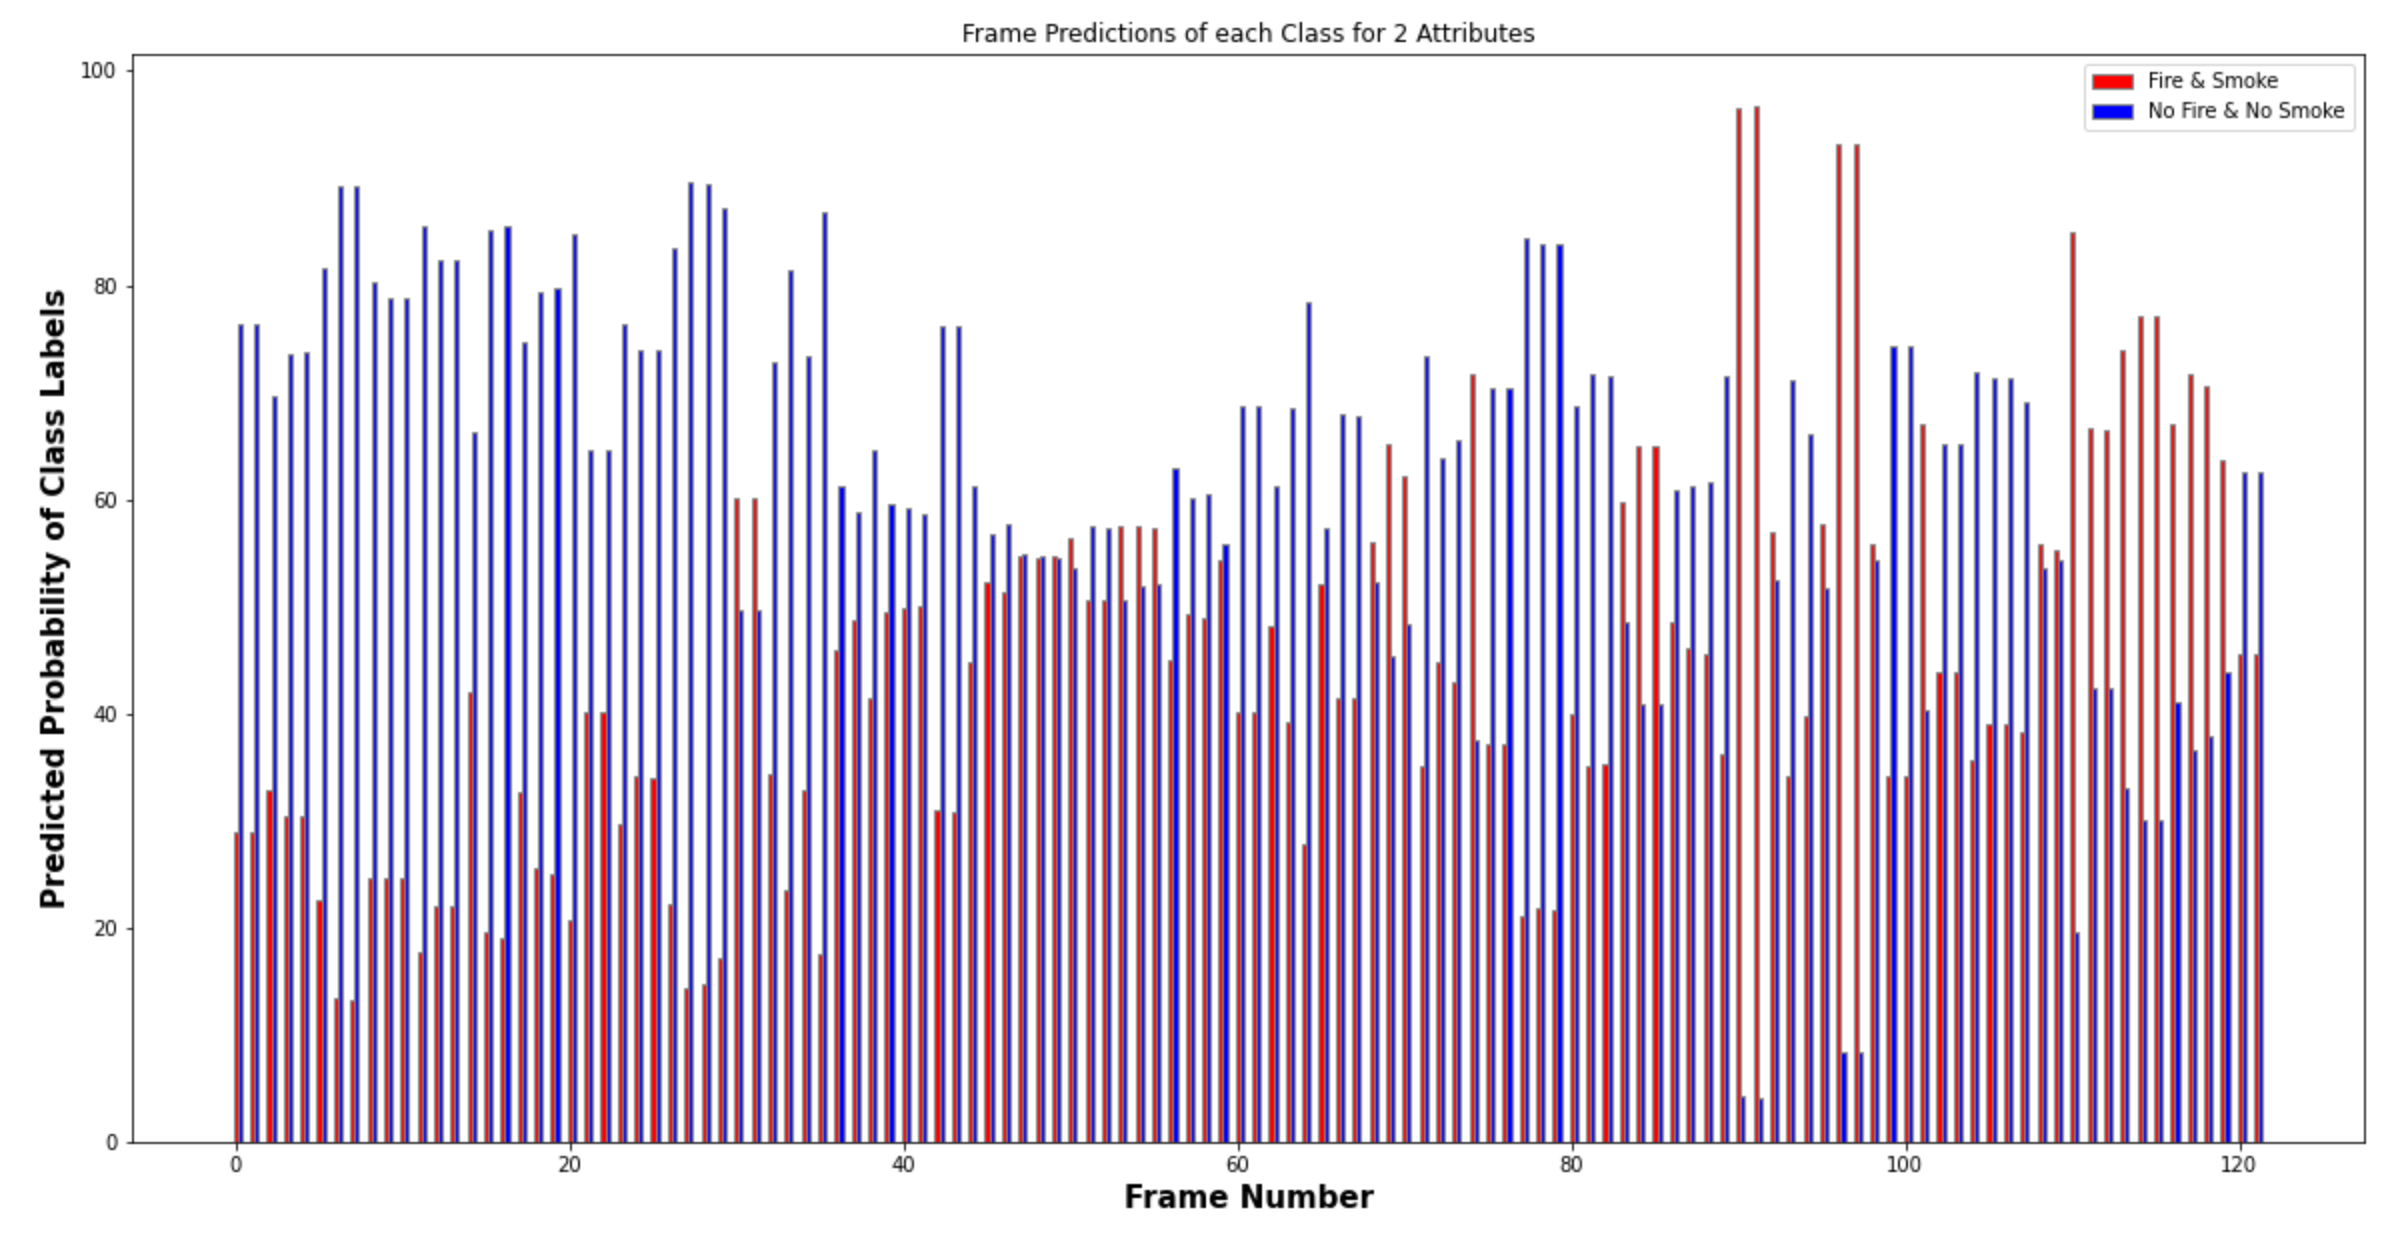 Frame Predictions of each Class for 2 Attributes
Fire & Smoke
No Fire & No Smoke
Predicted Probability of Class Labels
100
80
60
40
20
0
0 20 40 60 80 100 120
Frame Number